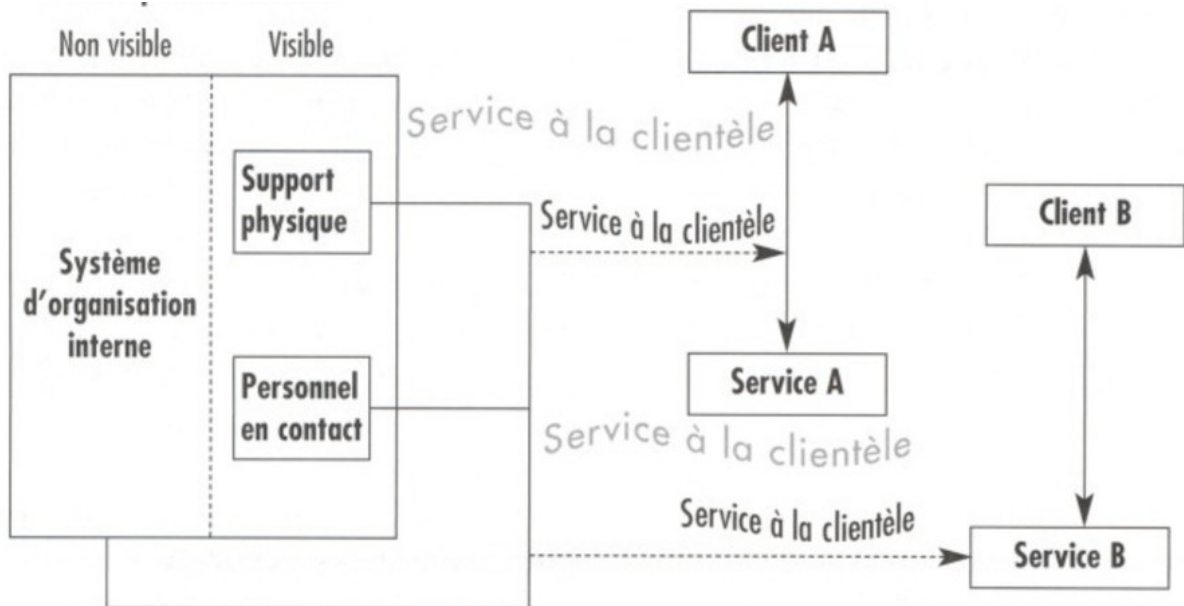 Non visible
Visible
Client A
Service à la clientèle
Support
physique
Service à la clientèle
Client B
Système
d'organisation
interne
Personnel
en contact
Service A
Service à la clientèle
Service à la clientèle
Service B